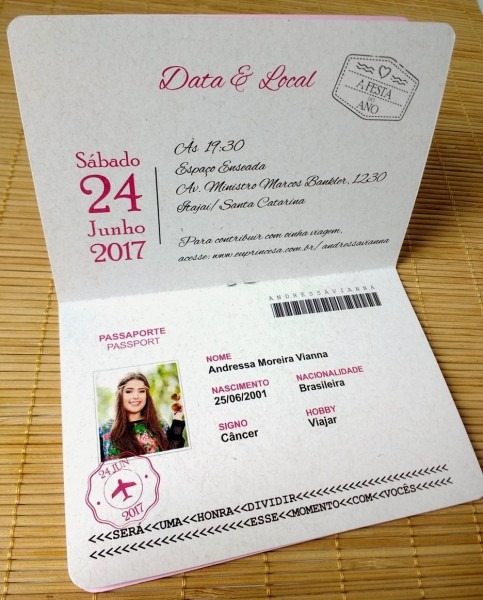 Data & Local
A FESTA
DO
ANO
Sábado
24
Junho
2017
Às 19:30
Espaço Enseada
Av. Ministro Marcos Bankler, 1230
Itajaí/ Santa Catarina
Para contribuir com minha viagem,
acesse: www.euprincesa.com.br/andressavianna
ANDRESSAVIANNA
PASSAPORTE
PASSPORT
NOME
Andressa Moreira Vianna
NASCIMENTO
25/06/2001
NACIONALIDADE
Brasileira
SIGNO
Câncer
HOBBY
Viajar
24 JUN
2017
<<<SERÁ<<UMA<<HONRA<<DIVIDIR<<<<<<<<<<<<<<<<<<<<<<<
<<<<<<<<<<<<<<<<<<<<<<<ESSE<<MOMENTO<<COM<<VOCÊS<<<<<<